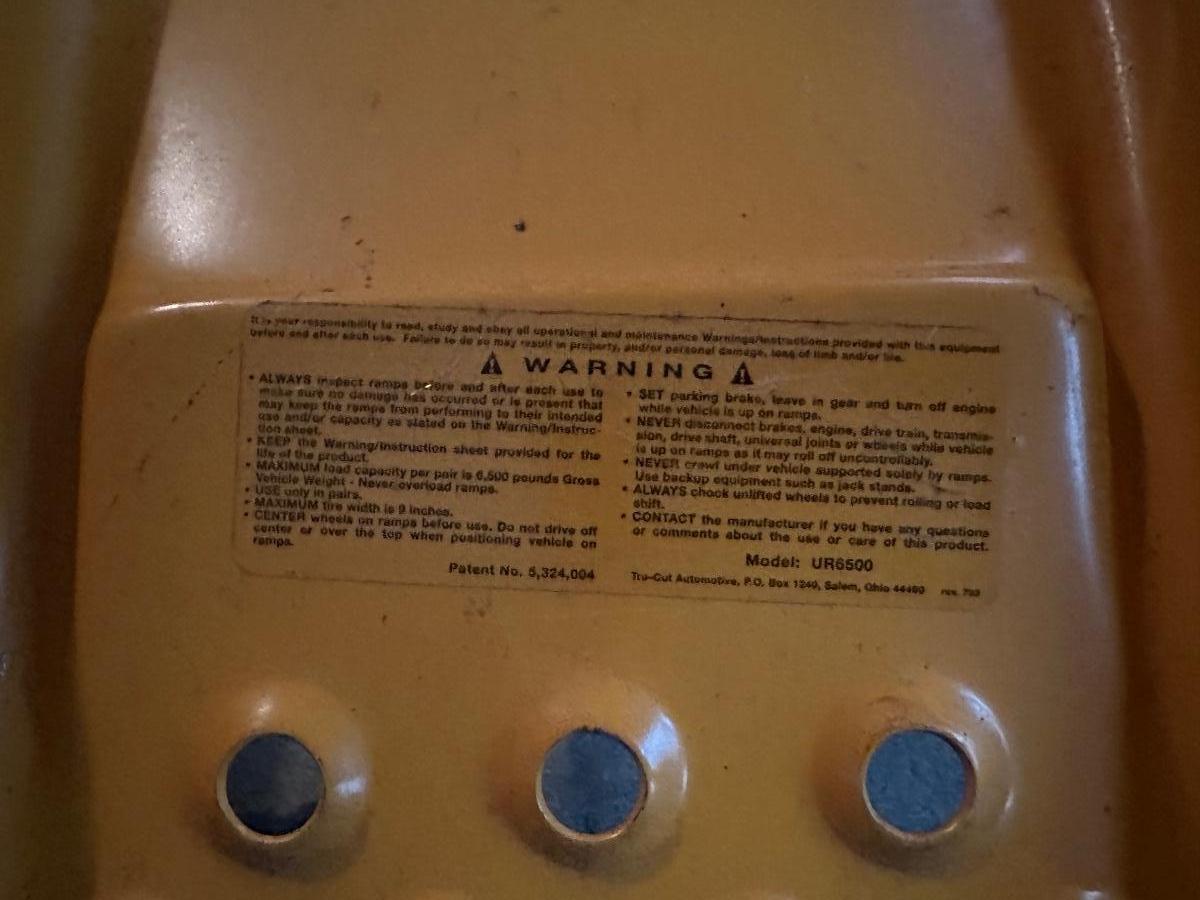 It is your responsibility to read, study and obey all operational and maintenance Warnings/Instructions provided with this equipment
before and after each use. Failure to do so may result in property, and/or personal damage, loss of limb and/or life.
WARNING
• ALWAYS inspect ramps before and after each use to
make sure no damage has occurred or is present that
may keep the ramps from performing to their intended
use and/or capacity as stated on the Warning/Instruc-
tion sheet.
• KEEP the Warning/Instruction sheet provided for the
life of the product.
• MAXIMUM load capacity per pair is 6,500 pounds Gross
Vehicle Weight - Never overload ramps.
• USE only in pairs.
• MAXIMUM tire width is 9 inches.
• CENTER wheels on ramps before use. Do not drive off
center or over the top when positioning vehicle on
ramps.
Patent No. 5,324,004
• SET parking brake, leave in gear and turn off engine
while vehicle is up on ramps.
• NEVER disconnect brakes, engine, drive train, transmis-
sion, drive shaft, universal joints or wheels while vehicle
is up on ramps as it may roll off uncontrollably.
• NEVER crawl under vehicle supported solely by ramps.
Use backup equipment such as jack stands.
• ALWAYS chock unlifted wheels to prevent rolling or load
shift.
• CONTACT the manufacturer if you have any questions
or comments about the use or care of this product.
Model: UR6500
Tru-Cut Automotive, P.O. Box 1240, Salem, Ohio 44460 rev.